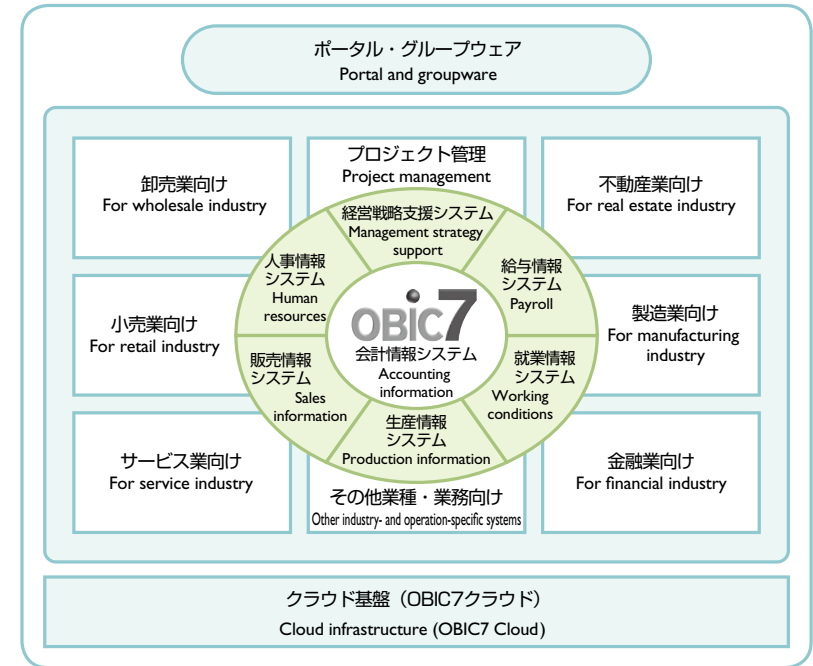 ポータル・グループウェア
Portal and groupware
卸売業向け
For wholesale industry
プロジェクト管理
Project management
不動産業向け
For real estate industry
経営戦略支援システム
Management strategy
support
人事情報
システム
Human
resources
給与情報
システム
Payroll
小売業向け
For retail industry
OBIC7
会計情報システム
Accounting
information
製造業向け
For manufacturing
industry
販売情報
システム
Sales
information
就業情報
システム
Working
conditions
生産情報
システム
Production information
サービス業向け
For service industry
その他業種・業務向け
Other industry- and operation-specific systems
金融業向け
For financial industry
クラウド基盤（OBIC7クラウド）
Cloud infrastructure (OBIC7 Cloud)